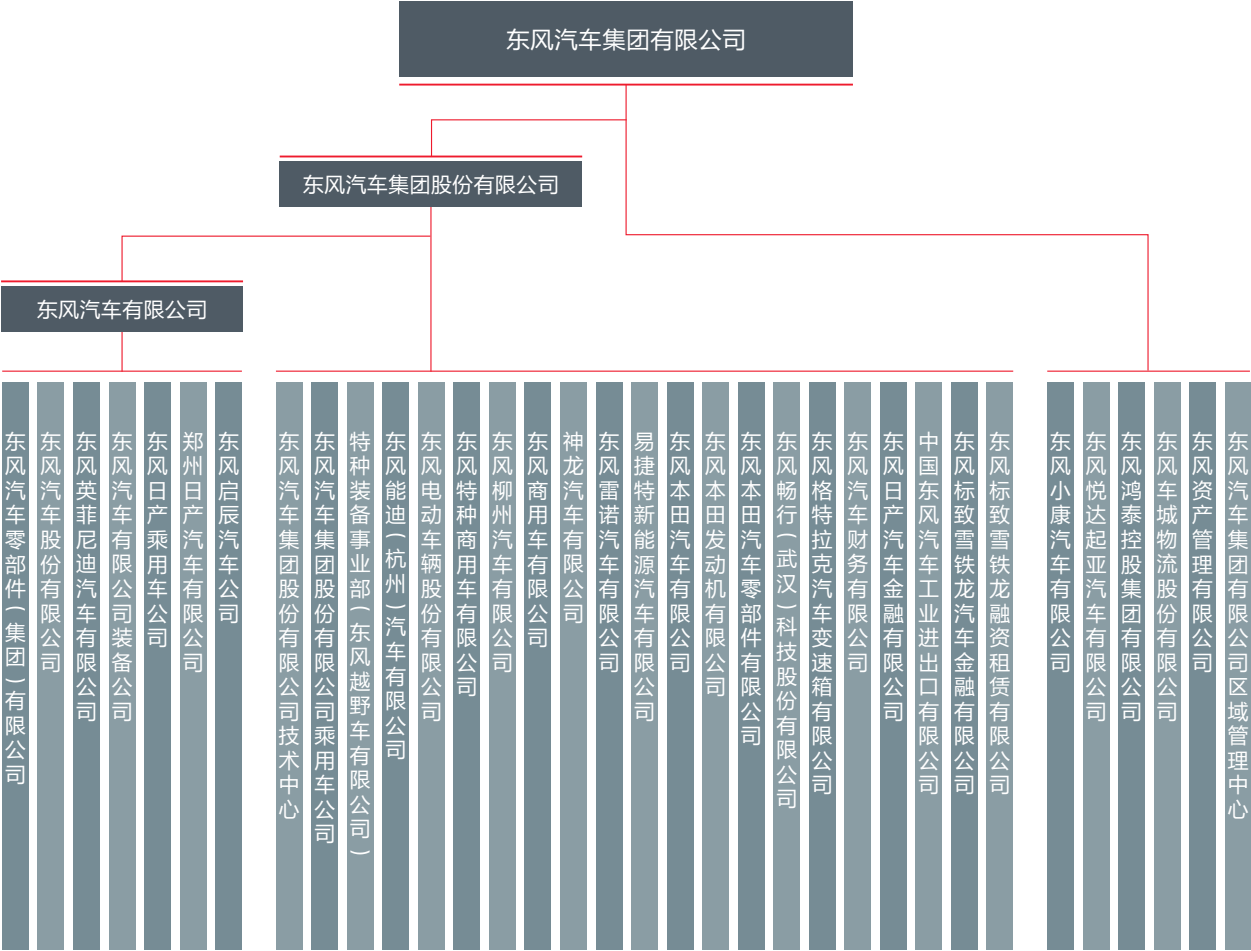 东风汽车集团有限公司
东风汽车集团股份有限公司
东风汽车有限公司
东风汽车零部件(集团)有限公司
东风汽车股份有限公司
东风英菲尼迪汽车有限公司
东风汽车有限公司装备公司
东风日产乘用车公司
郑州日产汽车有限公司
东风启辰汽车公司
东风汽车集团股份有限公司技术中心
东风汽车集团股份有限公司乘用车公司
特种装备事业部(东风越野车有限公司)
东风能迪(杭州)汽车有限公司
东风电动车辆股份有限公司
东风特种商用车有限公司
东风柳州汽车有限公司
东风商用车有限公司
神龙汽车有限公司
东风雷诺汽车有限公司
易捷特新能源汽车有限公司
东风本田汽车有限公司
东风本田发动机有限公司
东风本田汽车零部件有限公司
东风畅行(武汉)科技股份有限公司
东风格特拉克汽车变速箱有限公司
东风汽车财务有限公司
东风日产汽车金融有限公司
中国东风汽车工业进出口有限公司
东风标致雪铁龙汽车金融有限公司
东风标致雪铁龙融资租赁有限公司
东风小康汽车有限公司
东风悦达起亚汽车有限公司
东风鸿泰控股集团有限公司
东风车城物流股份有限公司
东风资产管理有限公司
东风汽车集团有限公司区域管理中心